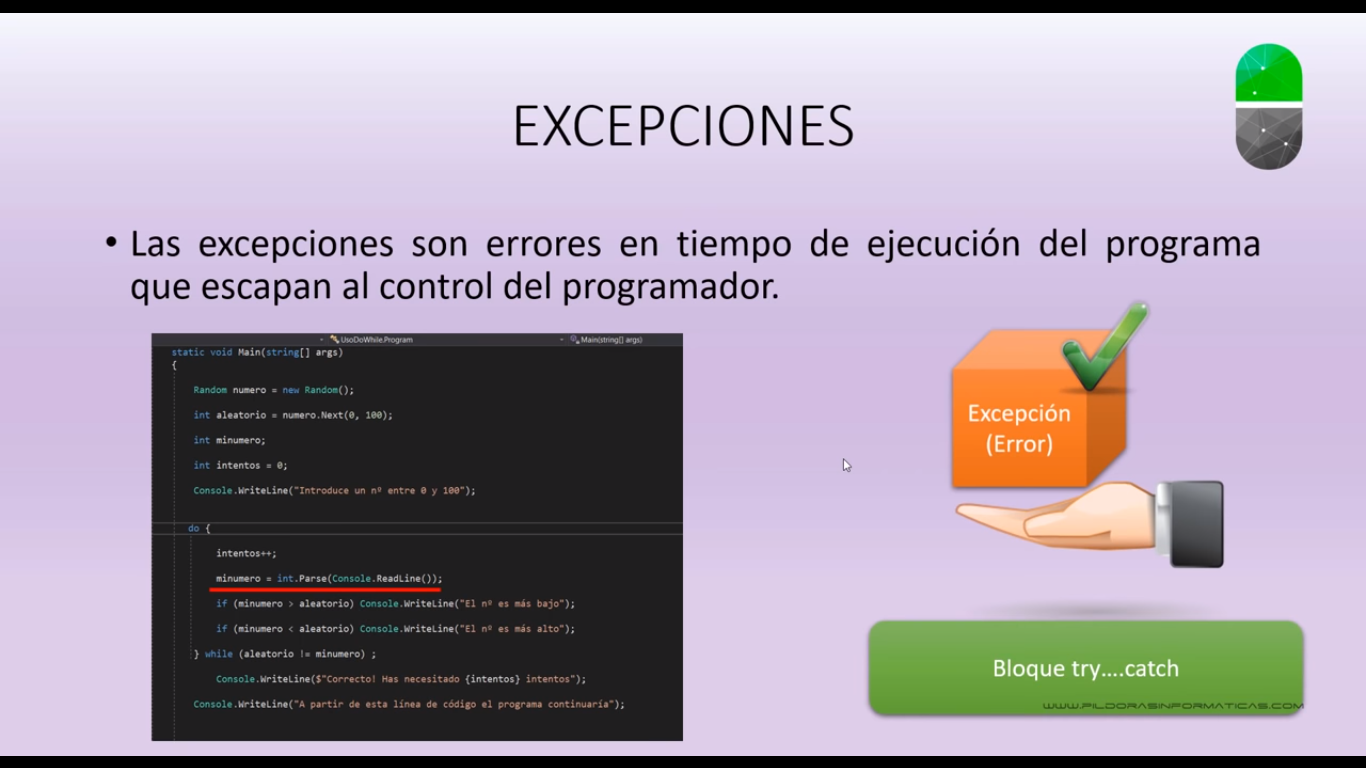 EXCEPCIONES
• Las excepciones son errores en tiempo de ejecución del programa
que escapan al control del programador.
UsoDoWhile.Program Main(string[] args)
static void Main(string[] args)
{
Random numero = new Random();
int aleatorio = numero.Next(0, 100);
int minumero;
int intentos = 0;
Console.WriteLine("Introduce un nº entre 0 y 100");
do {
intentos++;
minumero = int.Parse(Console.ReadLine());
if (minumero > aleatorio) Console.WriteLine("El nº es más bajo");
if (minumero < aleatorio) Console.WriteLine("El nº es más alto");
} while (aleatorio != minumero) ;
Console.WriteLine($"Correcto! Has necesitado {intentos} intentos");
Console.WriteLine("A partir de esta línea de código el programa continuaría");
Excepción
(Error)
Bloque try....catch
WWW.PILDORASINFORMATICAS.COM